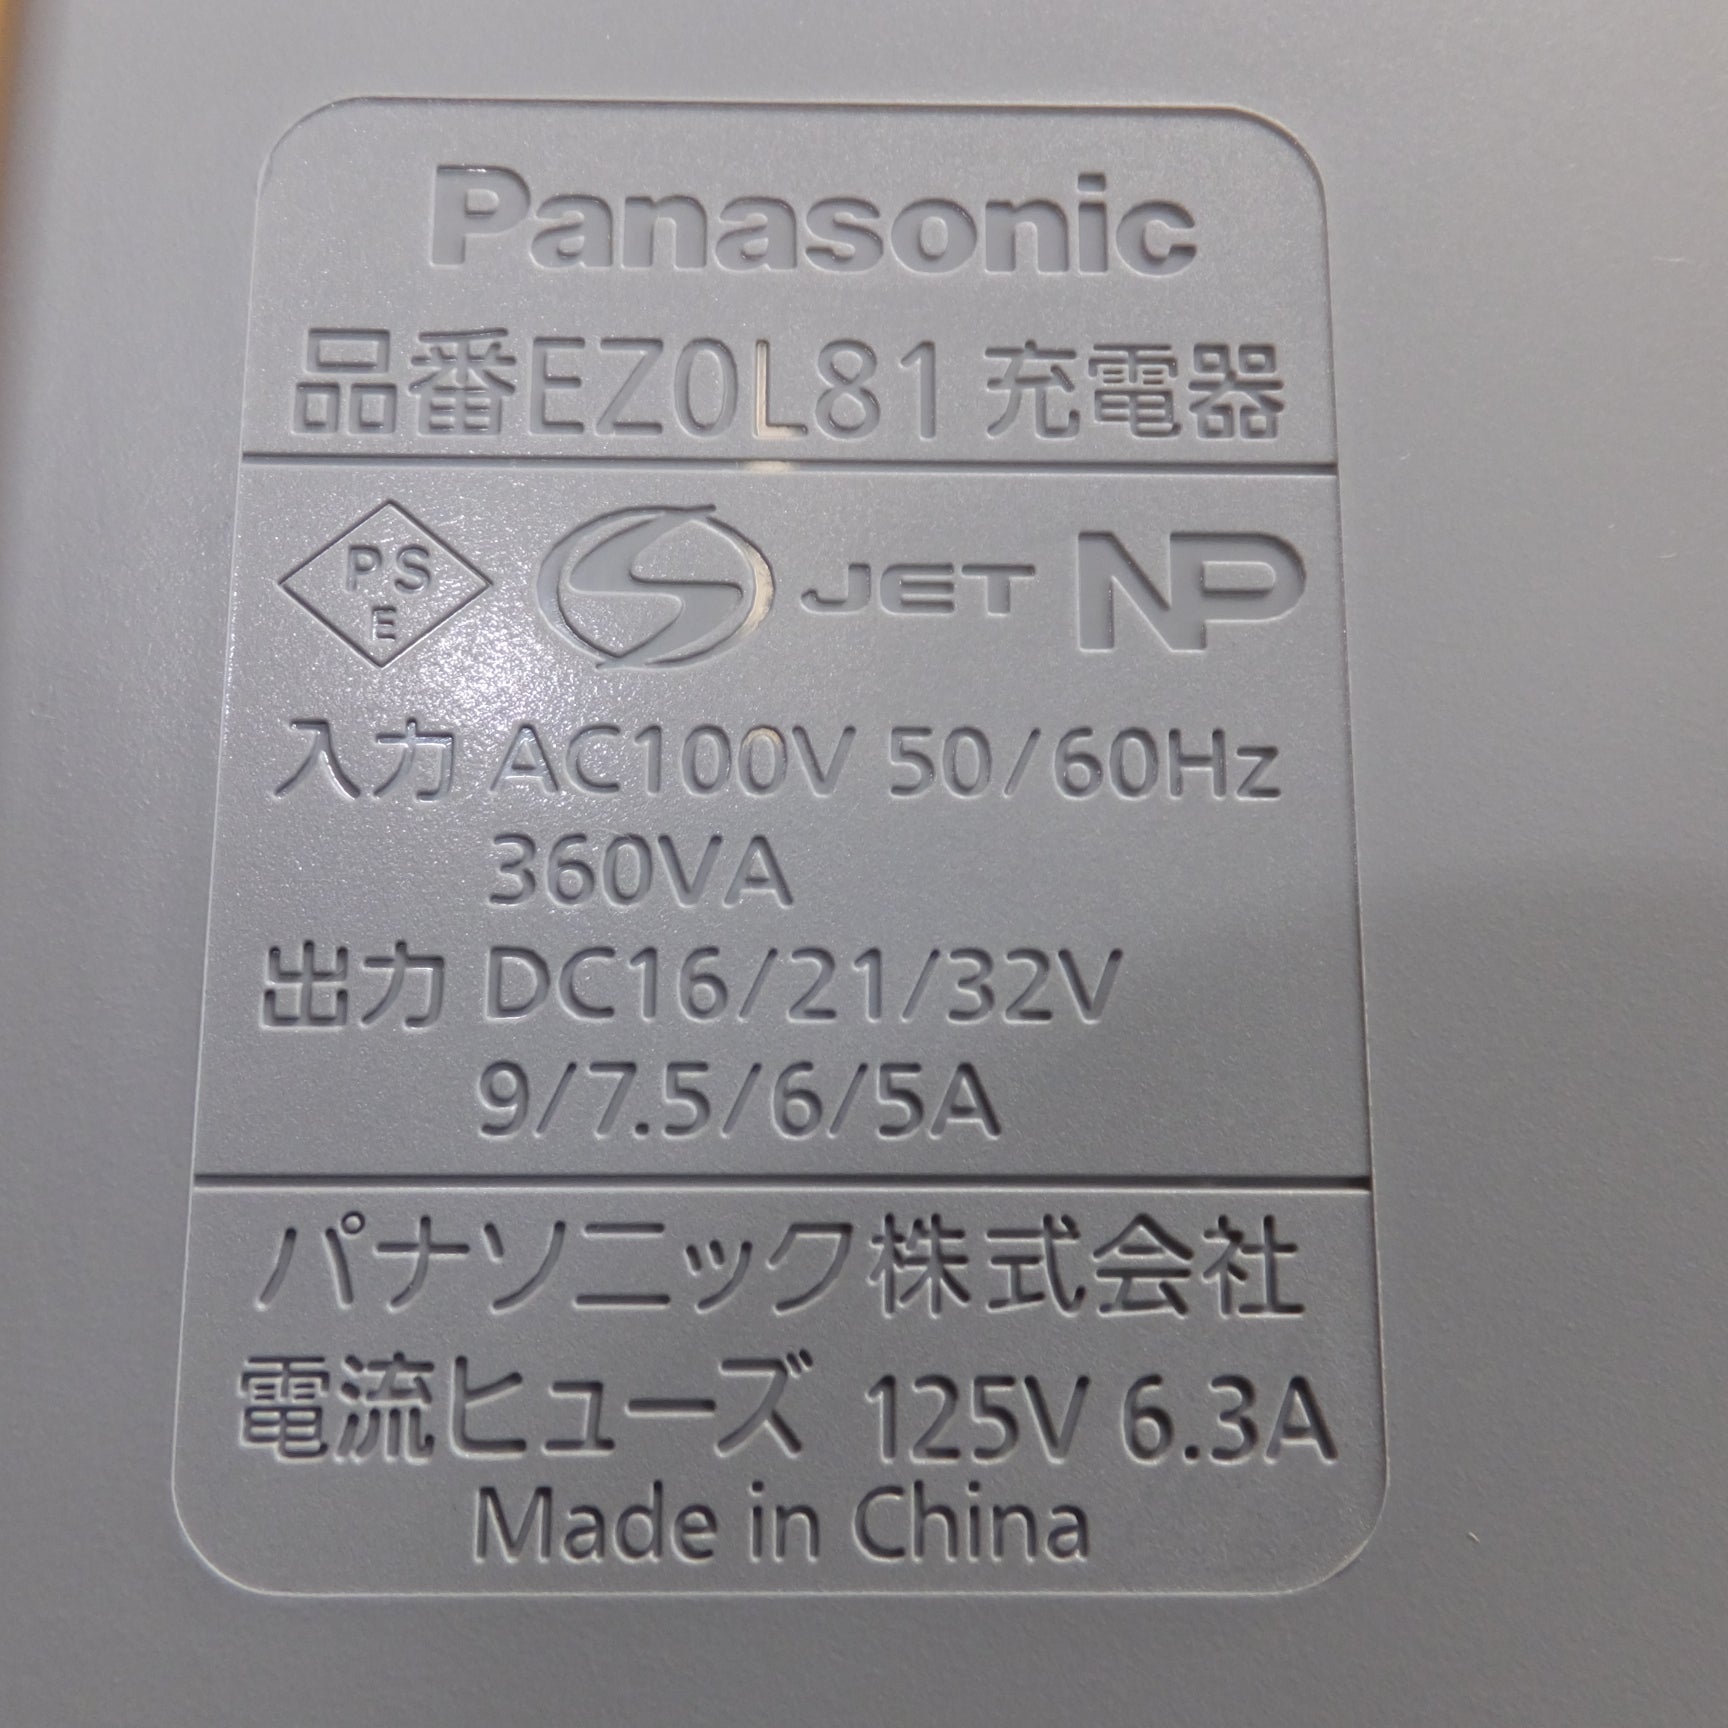 Panasonic
品番EZ0L81 充電器
PS E S JET NP
入力 AC100V 50/60Hz
360VA
出力 DC16/21/32V
9/7.5/6/5A
パナソニック株式会社
電流ヒューズ 125V 6.3A
Made in China